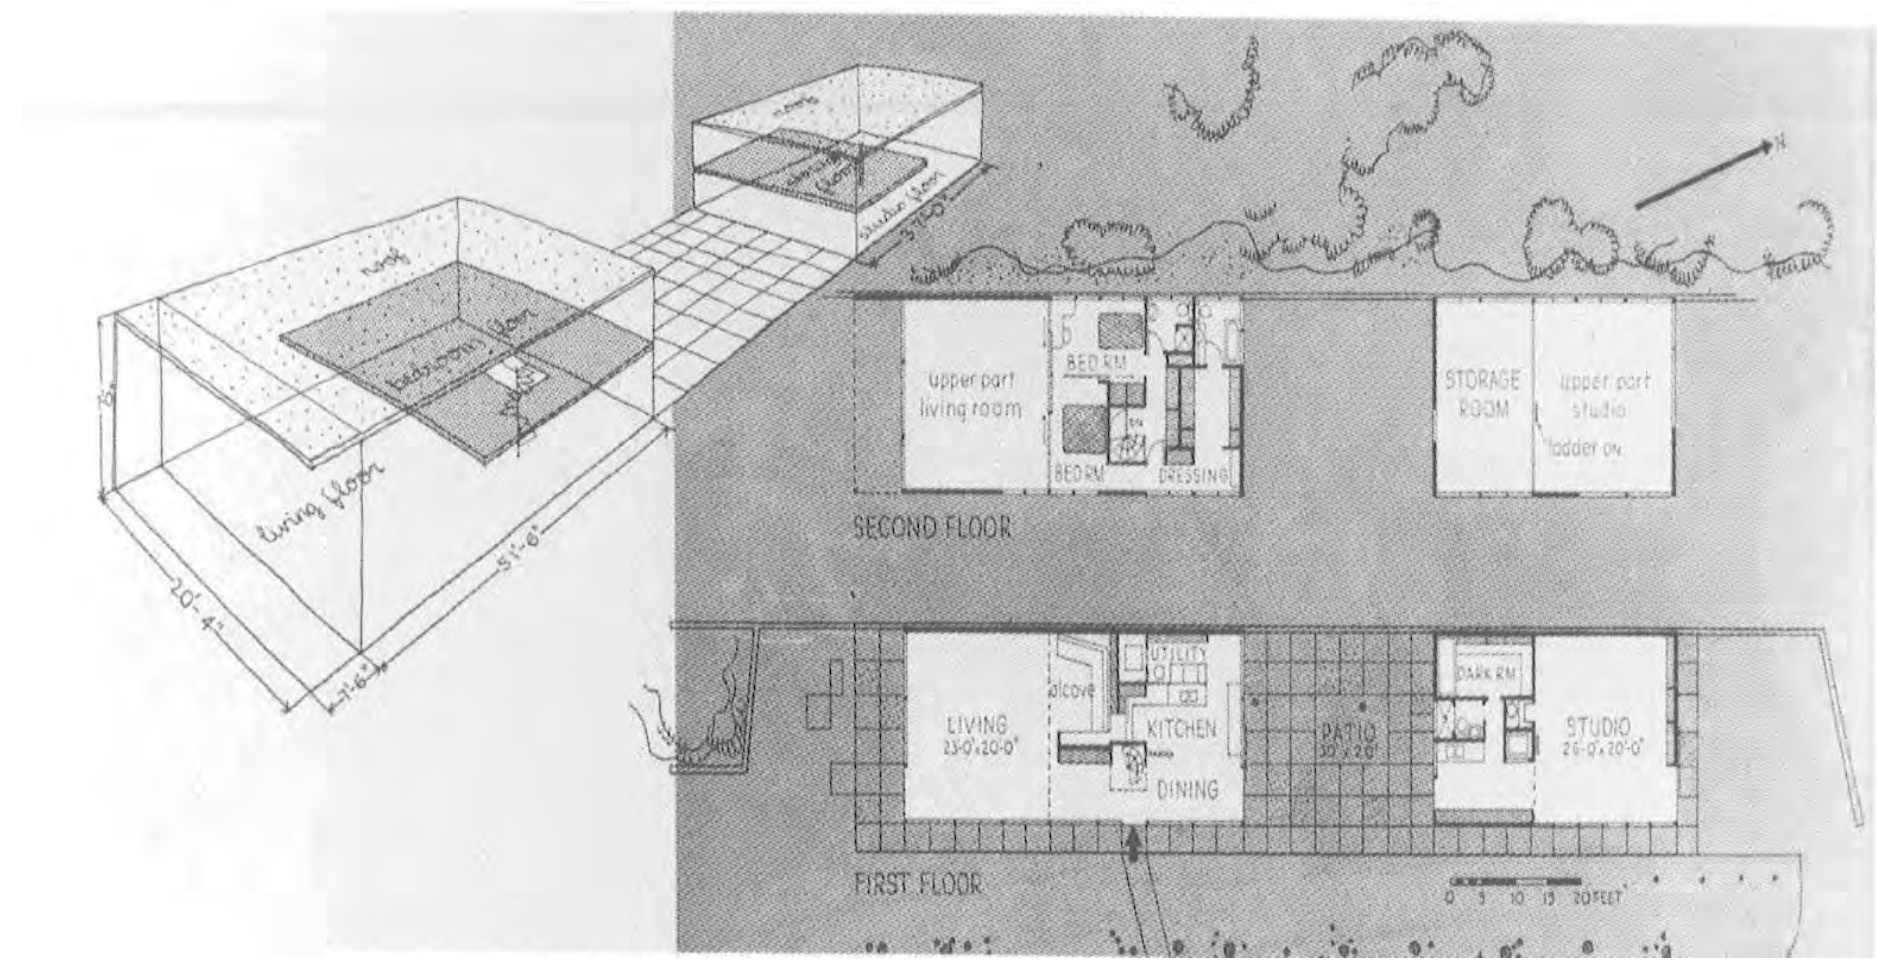 roof
studio floor
37'-0"
roof
bedroom floor
living floor
20'-4"
7'-6"
51'-6"
N
upper part
living room
BED RM
DN
BED RM
DRESSING
STORAGE
ROOM
upper part
studio
ladder DN.
SECOND FLOOR
LIVING
23'-0"x20'-0"
alcove
UTILITY
KITCHEN
DINING
PATIO
DARK RM
STUDIO
26'-0"x20'-0"
FIRST FLOOR
0 5 10 15 20 FEET